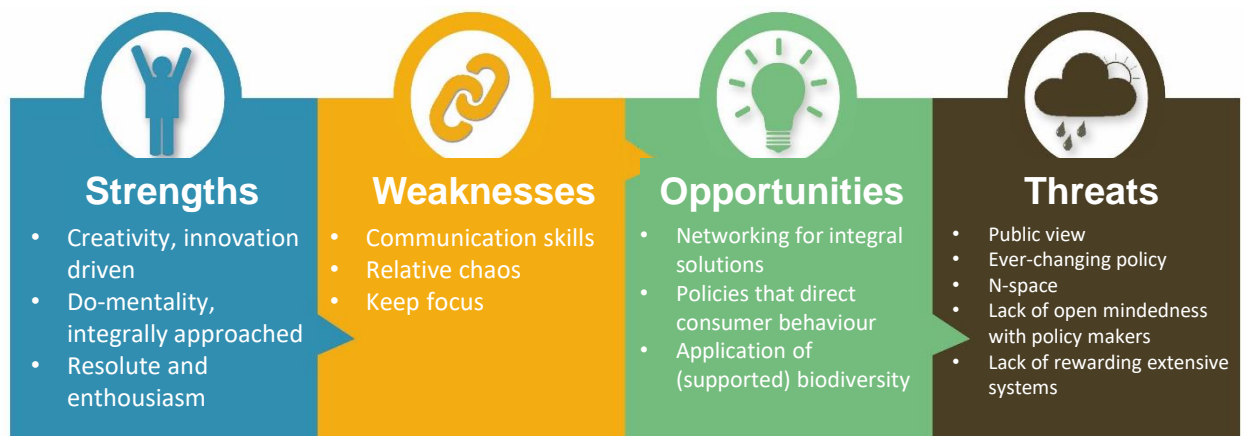 Strengths
• Creativity, innovation
driven
• Do-mentality,
integrally approached
• Resolute and
enthousiasm
Weaknesses
• Communication skills
• Relative chaos
• Keep focus
Opportunities
• Networking for integral
solutions
• Policies that direct
consumer behaviour
• Application of
(supported) biodiversity
Threats
• Public view
• Ever-changing policy
• N-space
• Lack of open mindedness
with policy makers
• Lack of rewarding extensive
systems